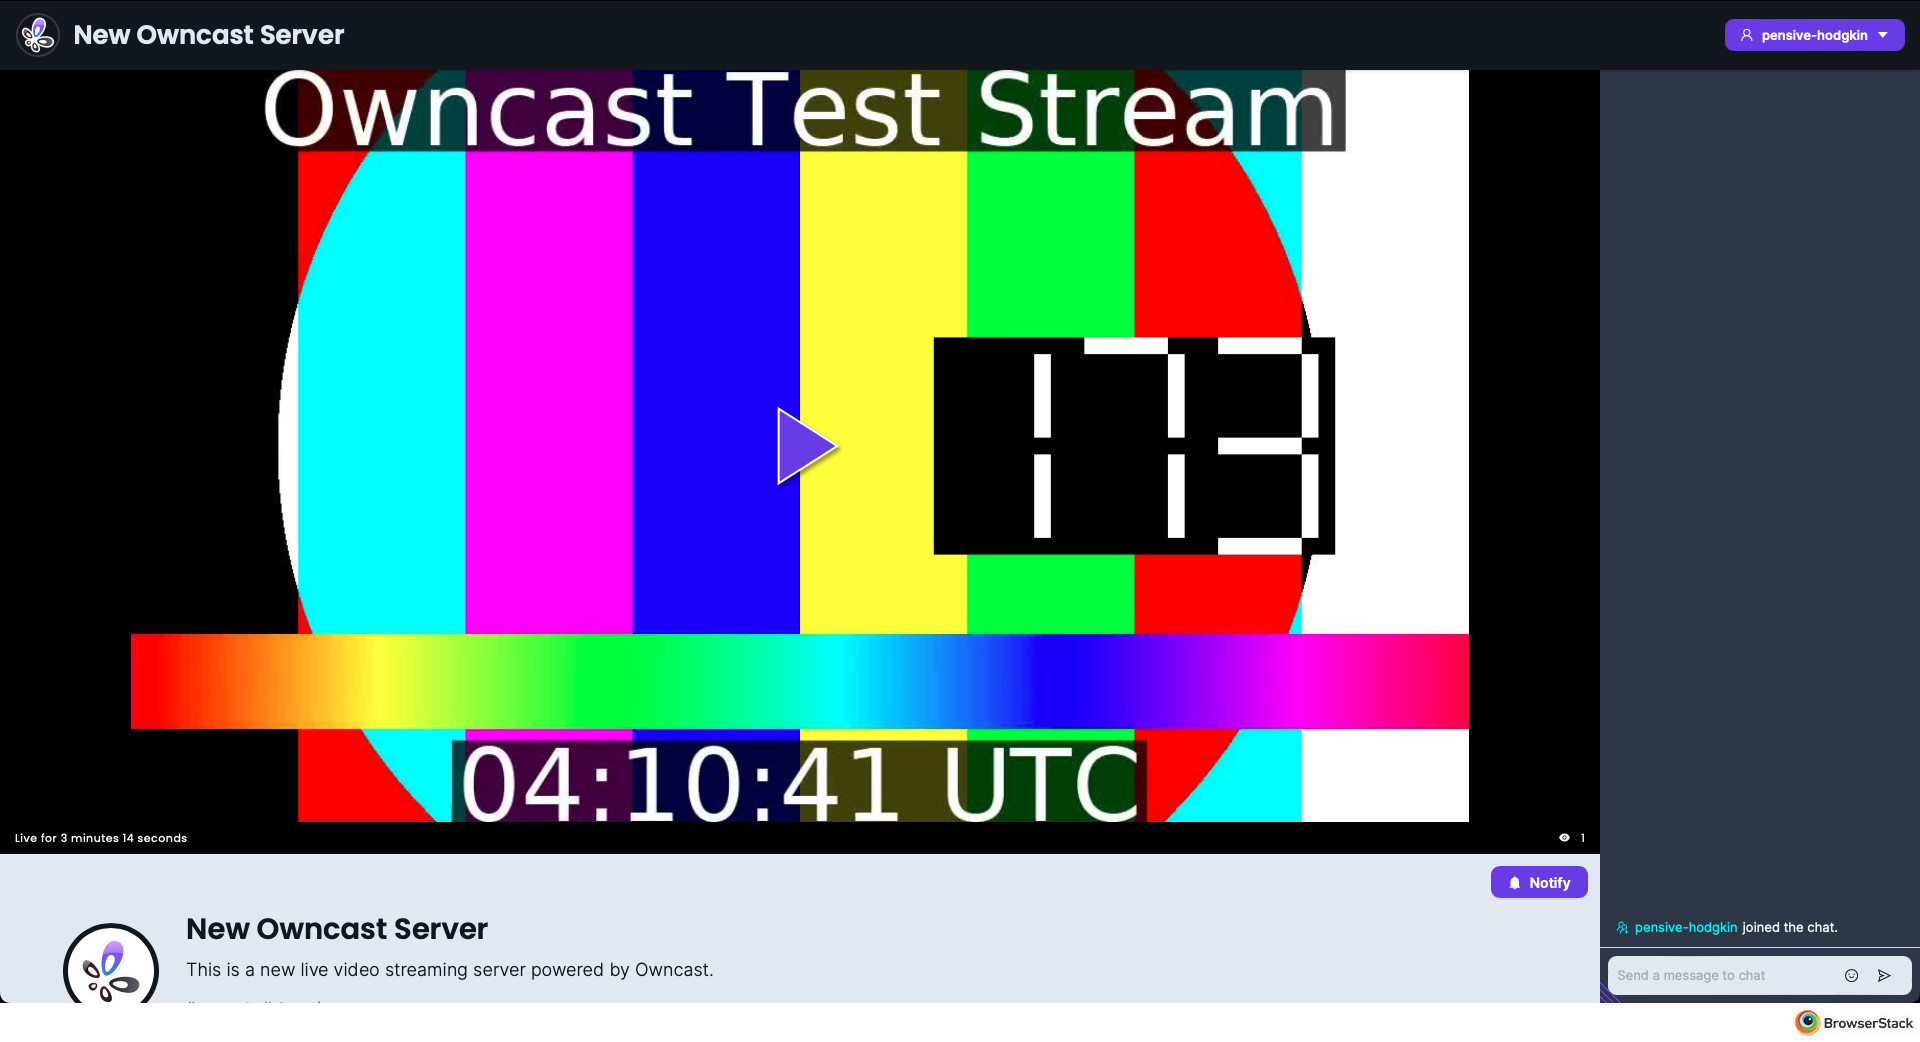 New Owncast Server
pensive-hodgkin
Owncast Test Stream
173
04:10:41 UTC
Live for 3 minutes 14 seconds
1
Notify
New Owncast Server
This is a new live video streaming server powered by Owncast.
pensive-hodgkin joined the chat.
Send a message to chat
BrowserStack